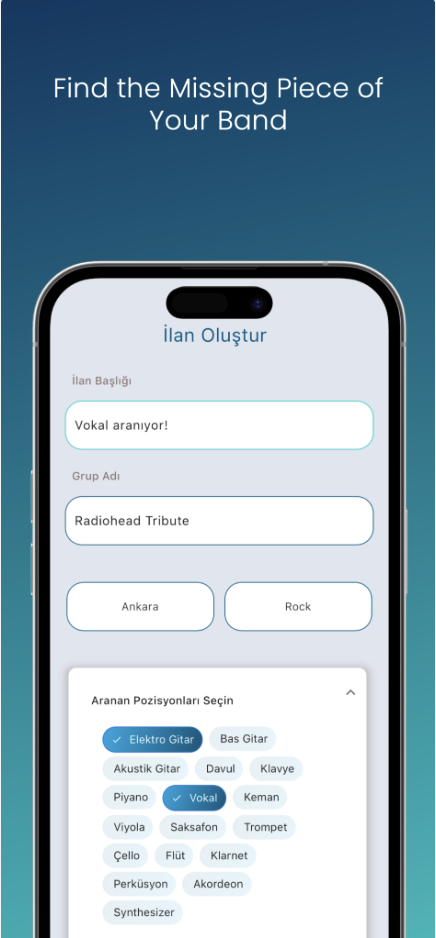 Find the Missing Piece of
Your Band
İlan Oluştur
İlan Başlığı
Vokal aranıyor!
Grup Adı
Radiohead Tribute
Ankara Rock
Aranan Pozisyonları Seçin
Elektro Gitar Bas Gitar
Akustik Gitar Davul Klavye
Piyano Vokal Keman
Viyola Saksafon Trompet
Çello Flüt Klarnet
Perküsyon Akordeon
Synthesizer